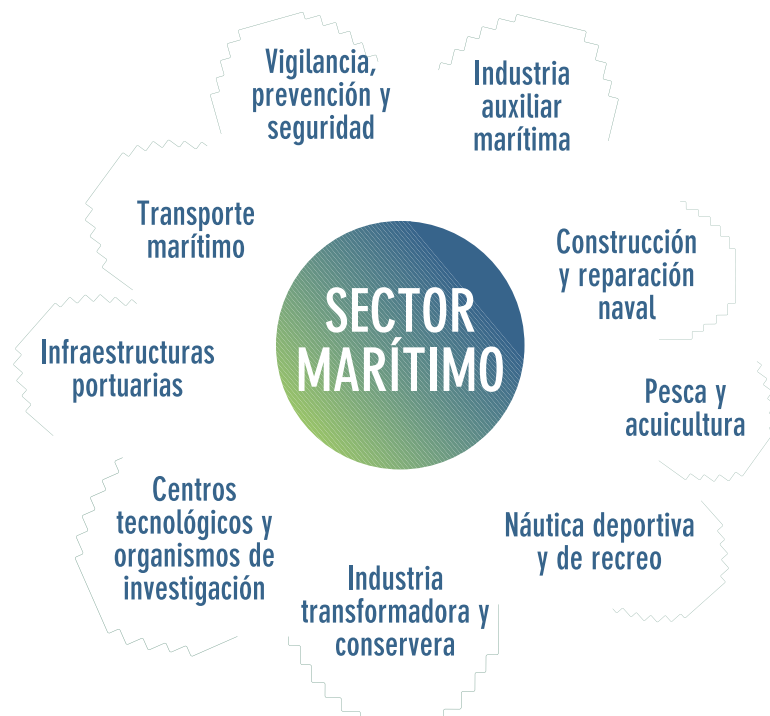 Vigilancia,
prevención y
seguridad
Industria
auxiliar
marítima
Transporte
marítimo
Construcción
y reparación
naval
SECTOR
MARÍTIMO
Infraestructuras
portuarias
Pesca y
acuicultura
Centros
tecnológicos y
organismos de
investigación
Náutica deportiva
y de recreo
Industria
transformadora y
conservera